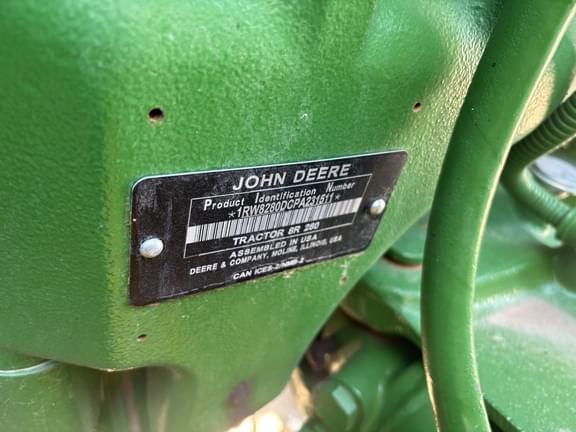 JOHN DEERE
Product Identification Number
*1RW8280DCPA231511*
TRACTOR 8R 280
ASSEMBLED IN USA
DEERE & COMPANY, MOLINE, ILLINOIS, USA
CAN ICES-2/NMB-2